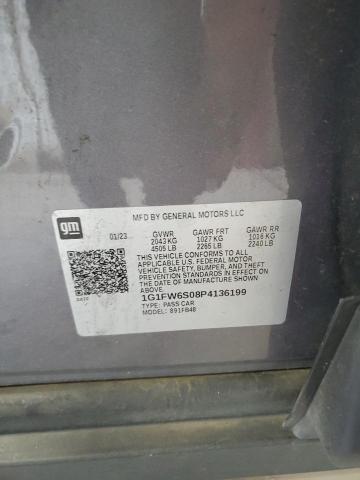 MFD BY GENERAL MOTORS LLC
gm
01/23 GVWR GAWR FRT GAWR RR
2043 KG 1027 KG 1016 KG
4505 LB 2265 LB 2240 LB
THIS VEHICLE CONFORMS TO ALL
APPLICABLE U.S. FEDERAL MOTOR
VEHICLE SAFETY, BUMPER, AND THEFT
PREVENTION STANDARDS IN EFFECT ON
THE DATE OF MANUFACTURE SHOWN
ABOVE.
1G1FW6S08P4136199
TYPE: PASS CAR
MODEL: 891FB48